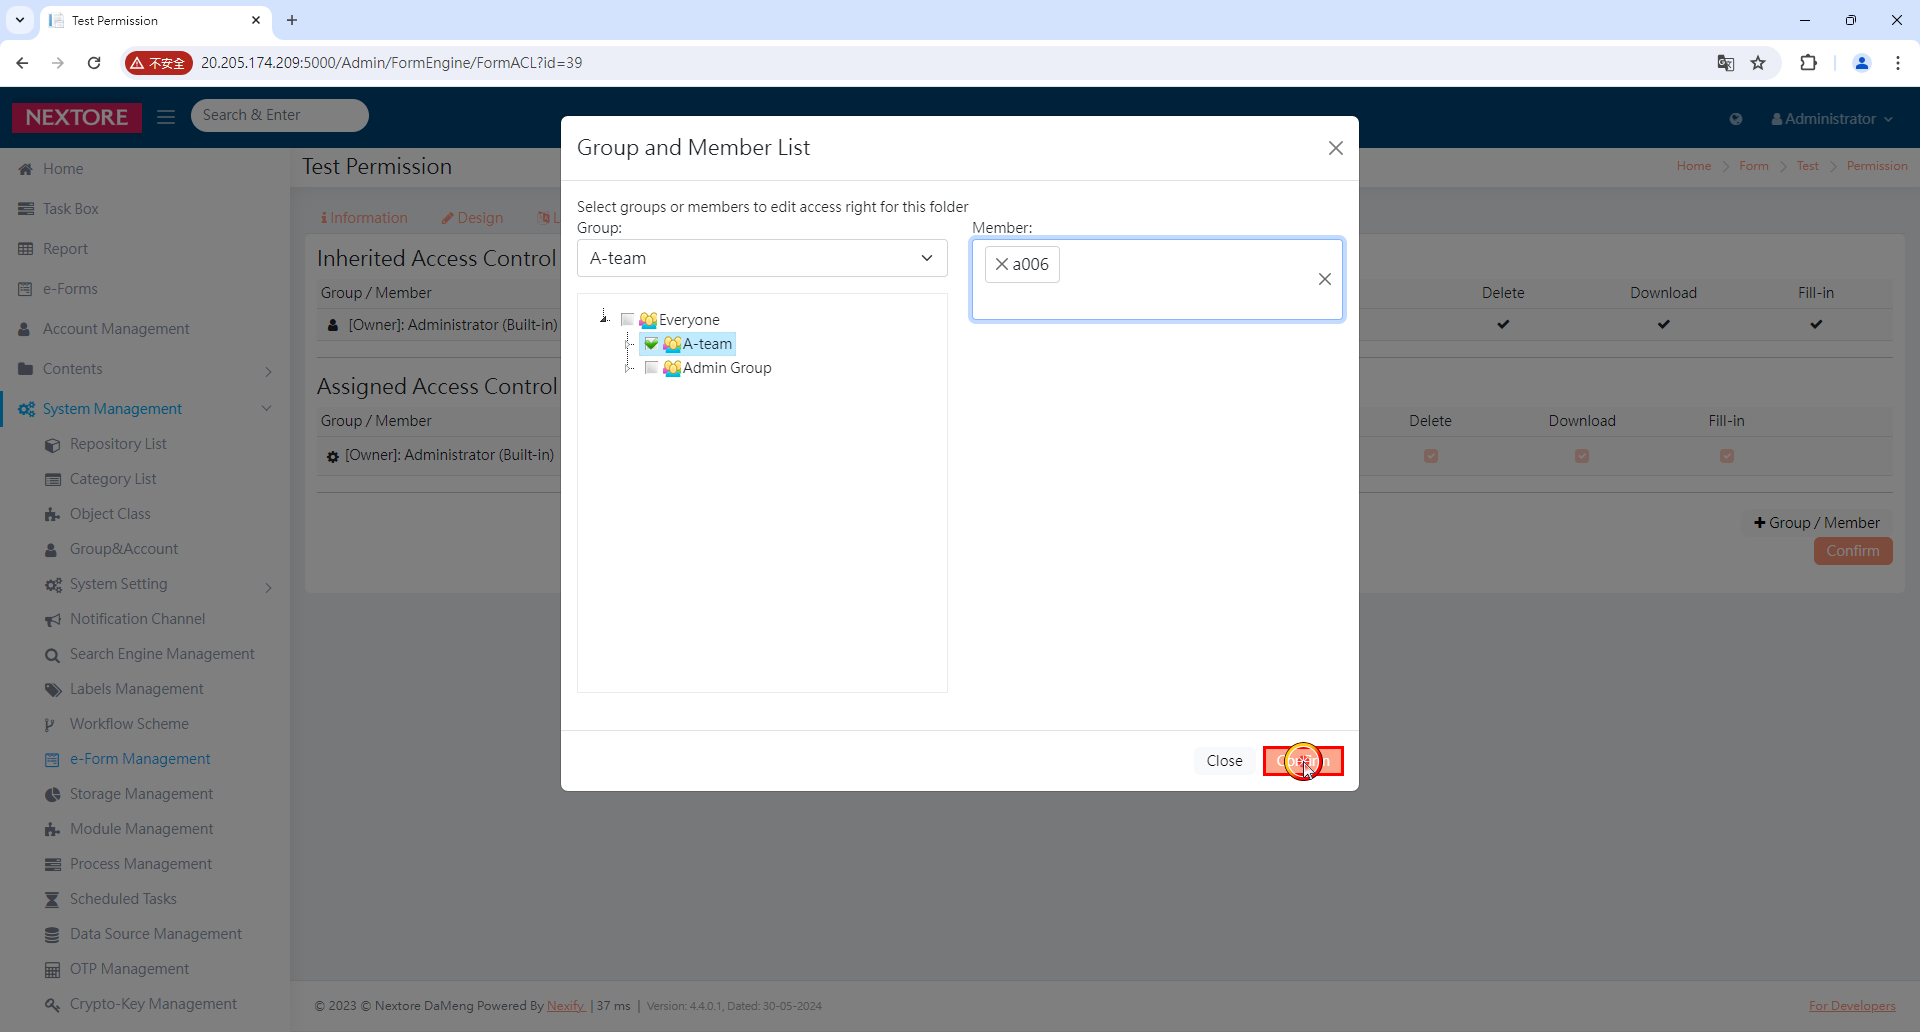 Test Permission
不安全
20.205.174.209:5000/Admin/FormEngine/FormACL?id=39
NEXTORE
Search & Enter
Administrator
Home
Task Box
Report
e-Forms
Account Management
Contents
System Management
Repository List
Category List
Object Class
Group&Account
System Setting
Notification Channel
Search Engine Management
Labels Management
Workflow Scheme
e-Form Management
Storage Management
Module Management
Process Management
Scheduled Tasks
Data Source Management
OTP Management
Crypto-Key Management
Test Permission
Home > Form > Test > Permission
Information Design
Inherited Access Control
Group / Member Delete Download Fill-in
[Owner]: Administrator (Built-in)
Assigned Access Control
Group / Member Delete Download Fill-in
[Owner]: Administrator (Built-in)
+ Group / Member
Confirm
Group and Member List
Select groups or members to edit access right for this folder
Group: Member:
A-team
a006
Everyone
A-team
Admin Group
Close Confirm
© 2023 © Nextore DaMeng Powered By Nexify | 37 ms | Version: 4.4.0.1, Dated: 30-05-2024
For Developers